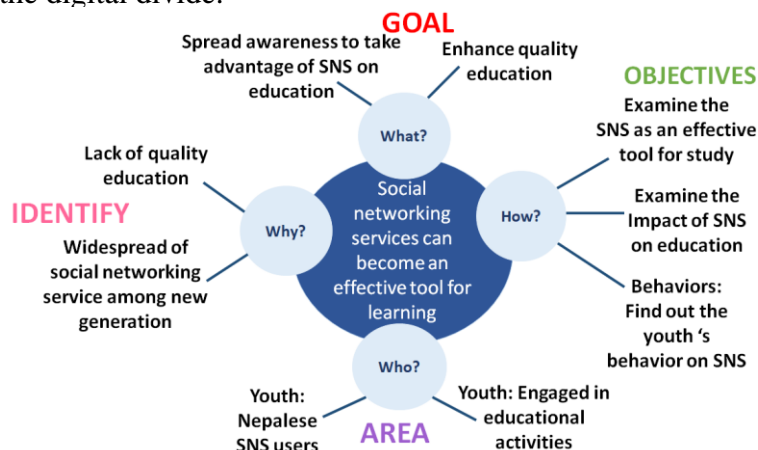 the digital divide.
GOAL
Spread awareness to take
advantage of SNS on
education
Enhance quality
education
OBJECTIVES
Examine the
SNS as an effective
tool for study
What?
Lack of quality
education
Social
networking
services can
become an
effective tool for
learning
Examine the
Impact of SNS
on education
IDENTIFY
Why?
How?
Widespread of
social networking
service among new
generation
Behaviors:
Find out the
youth 's
behavior on SNS
Who?
Youth:
Nepalese
SNS users
AREA
Youth: Engaged in
educational
activities